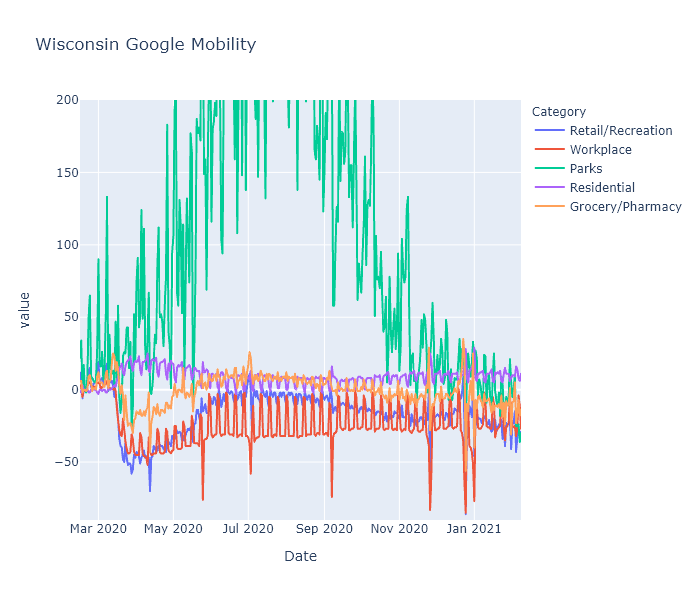 Wisconsin Google Mobility
Category
Retail/Recreation
Workplace
Parks
Residential
Grocery/Pharmacy
value
200
150
100
50
0
−50
Mar 2020
May 2020
Jul 2020
Sep 2020
Nov 2020
Jan 2021
Date